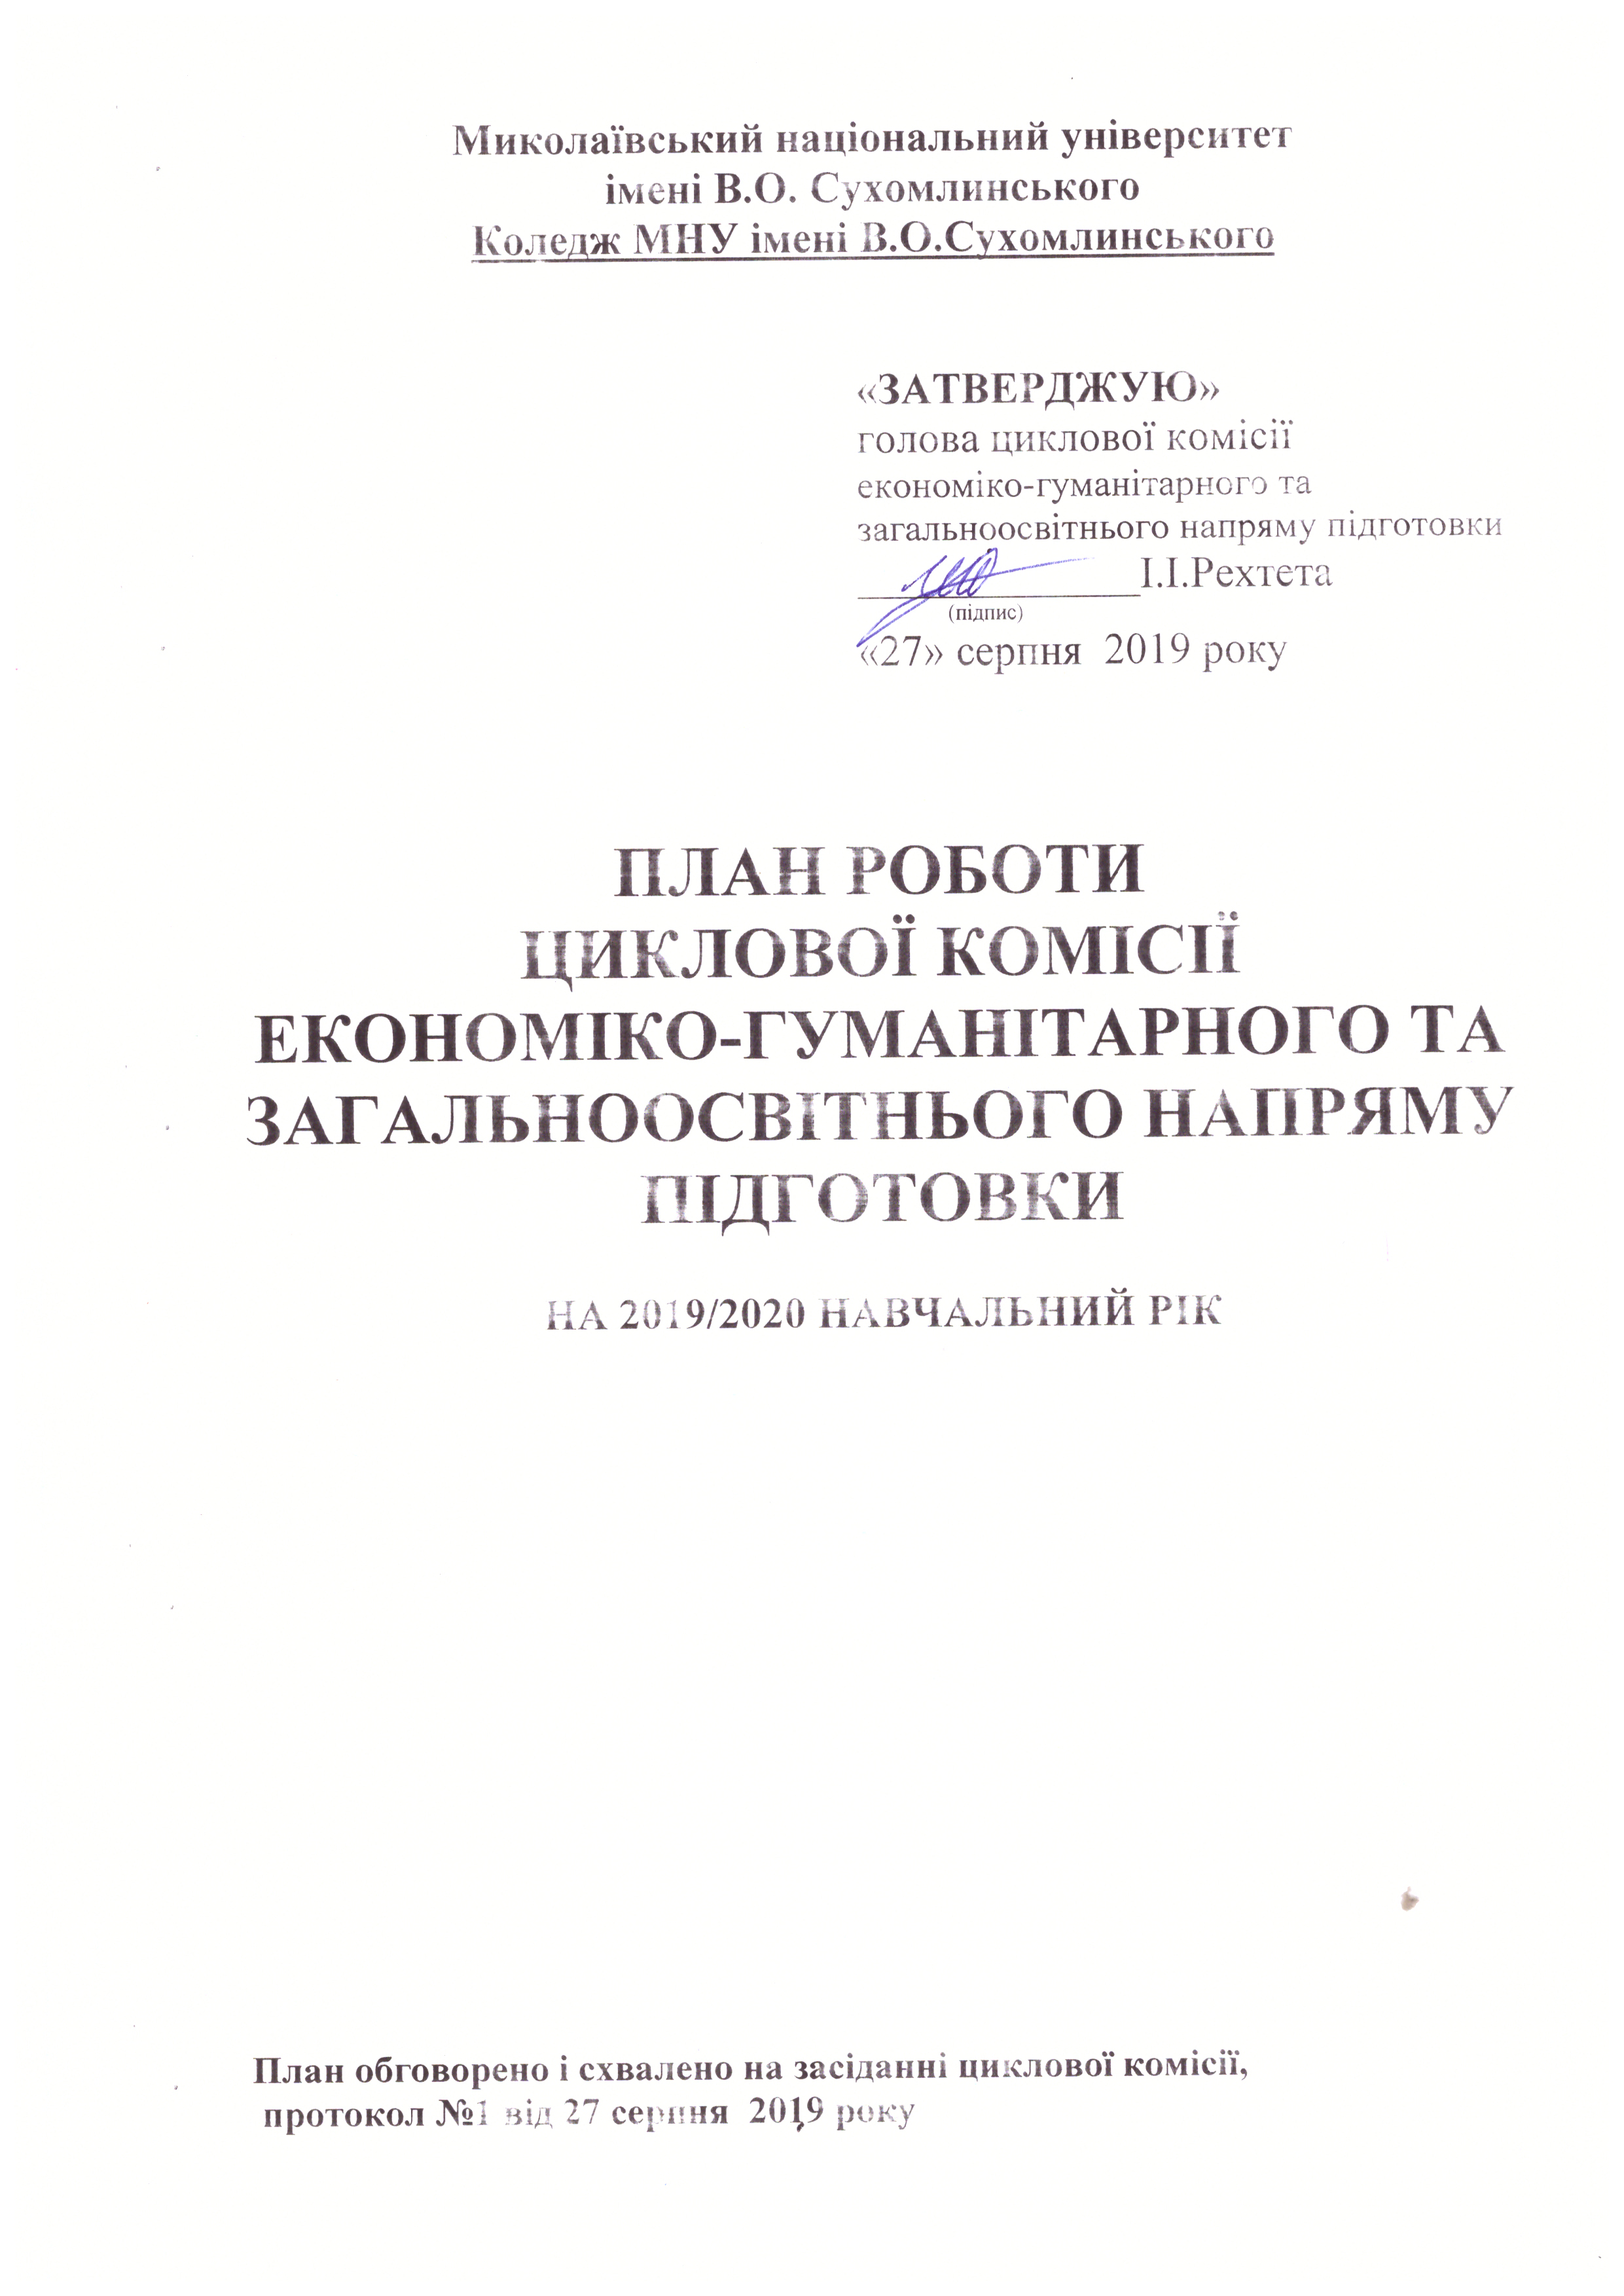 Миколаївський національний університет
імені В.О. Сухомлинського
Коледж МНУ імені В.О.Сухомлинського
«ЗАТВЕРДЖУЮ»
голова циклової комісії
економіко-гуманітарного та
загальноосвітнього напряму підготовки
І.І.Рехтета
(підпис)
«27» серпня 2019 року
ПЛАН РОБОТИ
ЦИКЛОВОЇ КОМІСІЇ
ЕКОНОМІКО-ГУМАНІТАРНОГО ТА
ЗАГАЛЬНООСВІТНЬОГО НАПРЯМУ
ПІДГОТОВКИ
НА 2019/2020 НАВЧАЛЬНИЙ РІК
План обговорено і схвалено на засіданні циклової комісії,
протокол №1 від 27 серпня 2019 року